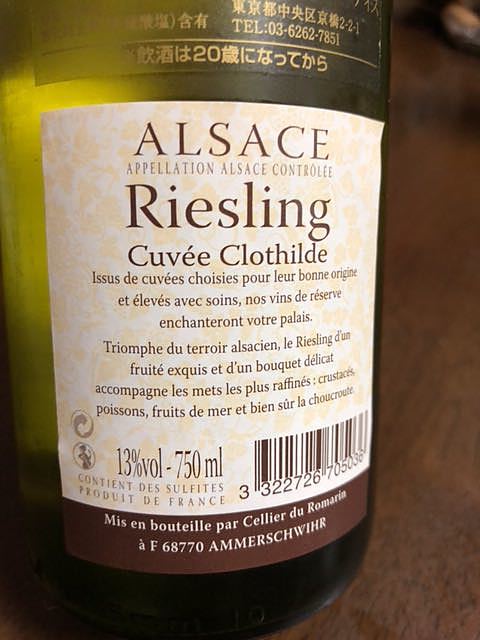 塩)含有
東京都中央区京橋2-2-1
TEL:03-6262-7851
飲酒は20歳になってから
ALSACE
APPELLATION ALSACE CONTRÔLÉE
Riesling
Cuvée Clothilde
Issus de cuvées choisies pour leur bonne origine
et élevés avec soins, nos vins de réserve
enchanteront votre palais.
Triomphe du terroir alsacien, le Riesling d'un
fruité exquis et d'un bouquet délicat
accompagne les mets les plus raffinés : crustacés,
poissons, fruits de mer et bien sûr la choucroute.
13%vol - 750 ml
CONTIENT DES SULFITES
PRODUIT DE FRANCE
3 322726 705036
Mis en bouteille par Cellier du Romarin
à F 68770 AMMERSCHWIHR